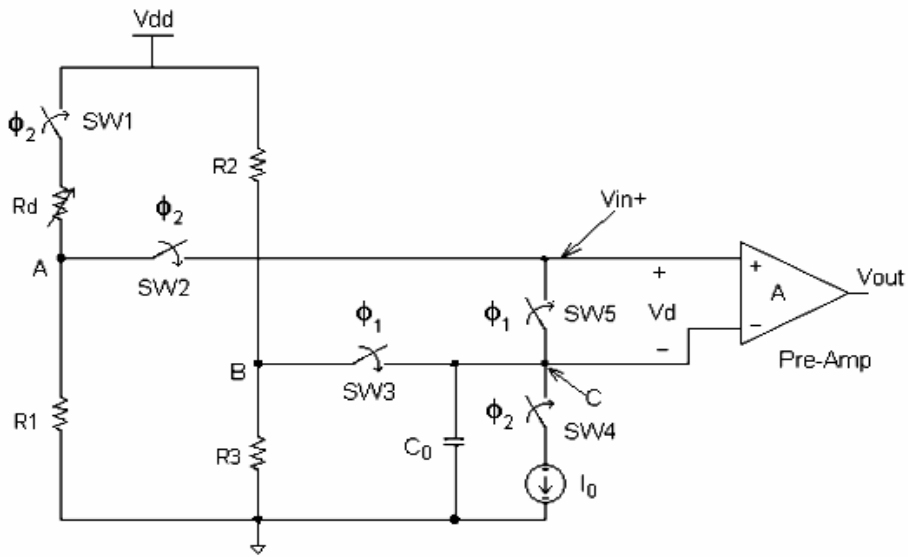 Vdd
ϕ2
SW1
R2
Rd
ϕ2
Vin+
A
SW2
+
+
Vout
ϕ1
ϕ1
SW5
Vd
A
−
−
B
SW3
C
Pre-Amp
R1
ϕ2
SW4
R3
C0
I0